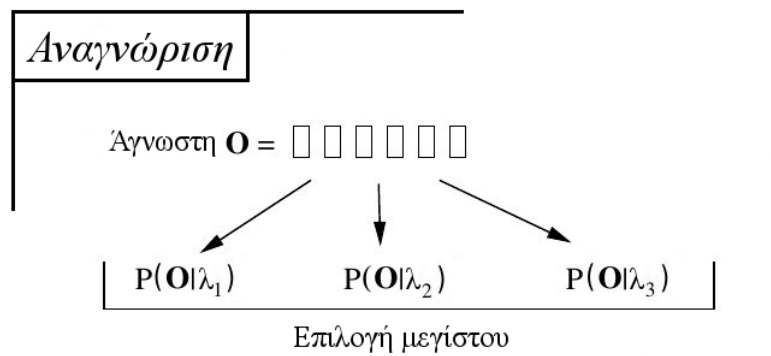 Αναγνώριση
Άγνωστη O =
P(O|λ₁) P(O|λ₂) P(O|λ₃)
Επιλογή μεγίστου